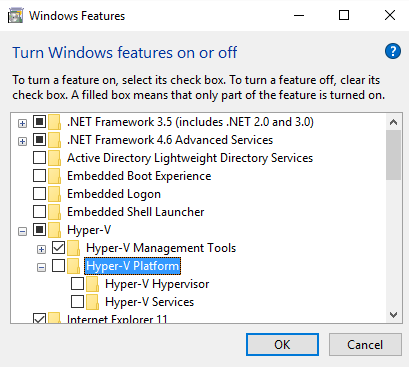 Windows Features
Turn Windows features on or off
To turn a feature on, select its check box. To turn a feature off, clear its
check box. A filled box means that only part of the feature is turned on.
.NET Framework 3.5 (includes .NET 2.0 and 3.0)
.NET Framework 4.6 Advanced Services
Active Directory Lightweight Directory Services
Embedded Boot Experience
Embedded Logon
Embedded Shell Launcher
Hyper-V
Hyper-V Management Tools
Hyper-V Platform
Hyper-V Hypervisor
Hyper-V Services
Internet Explorer 11
OK Cancel